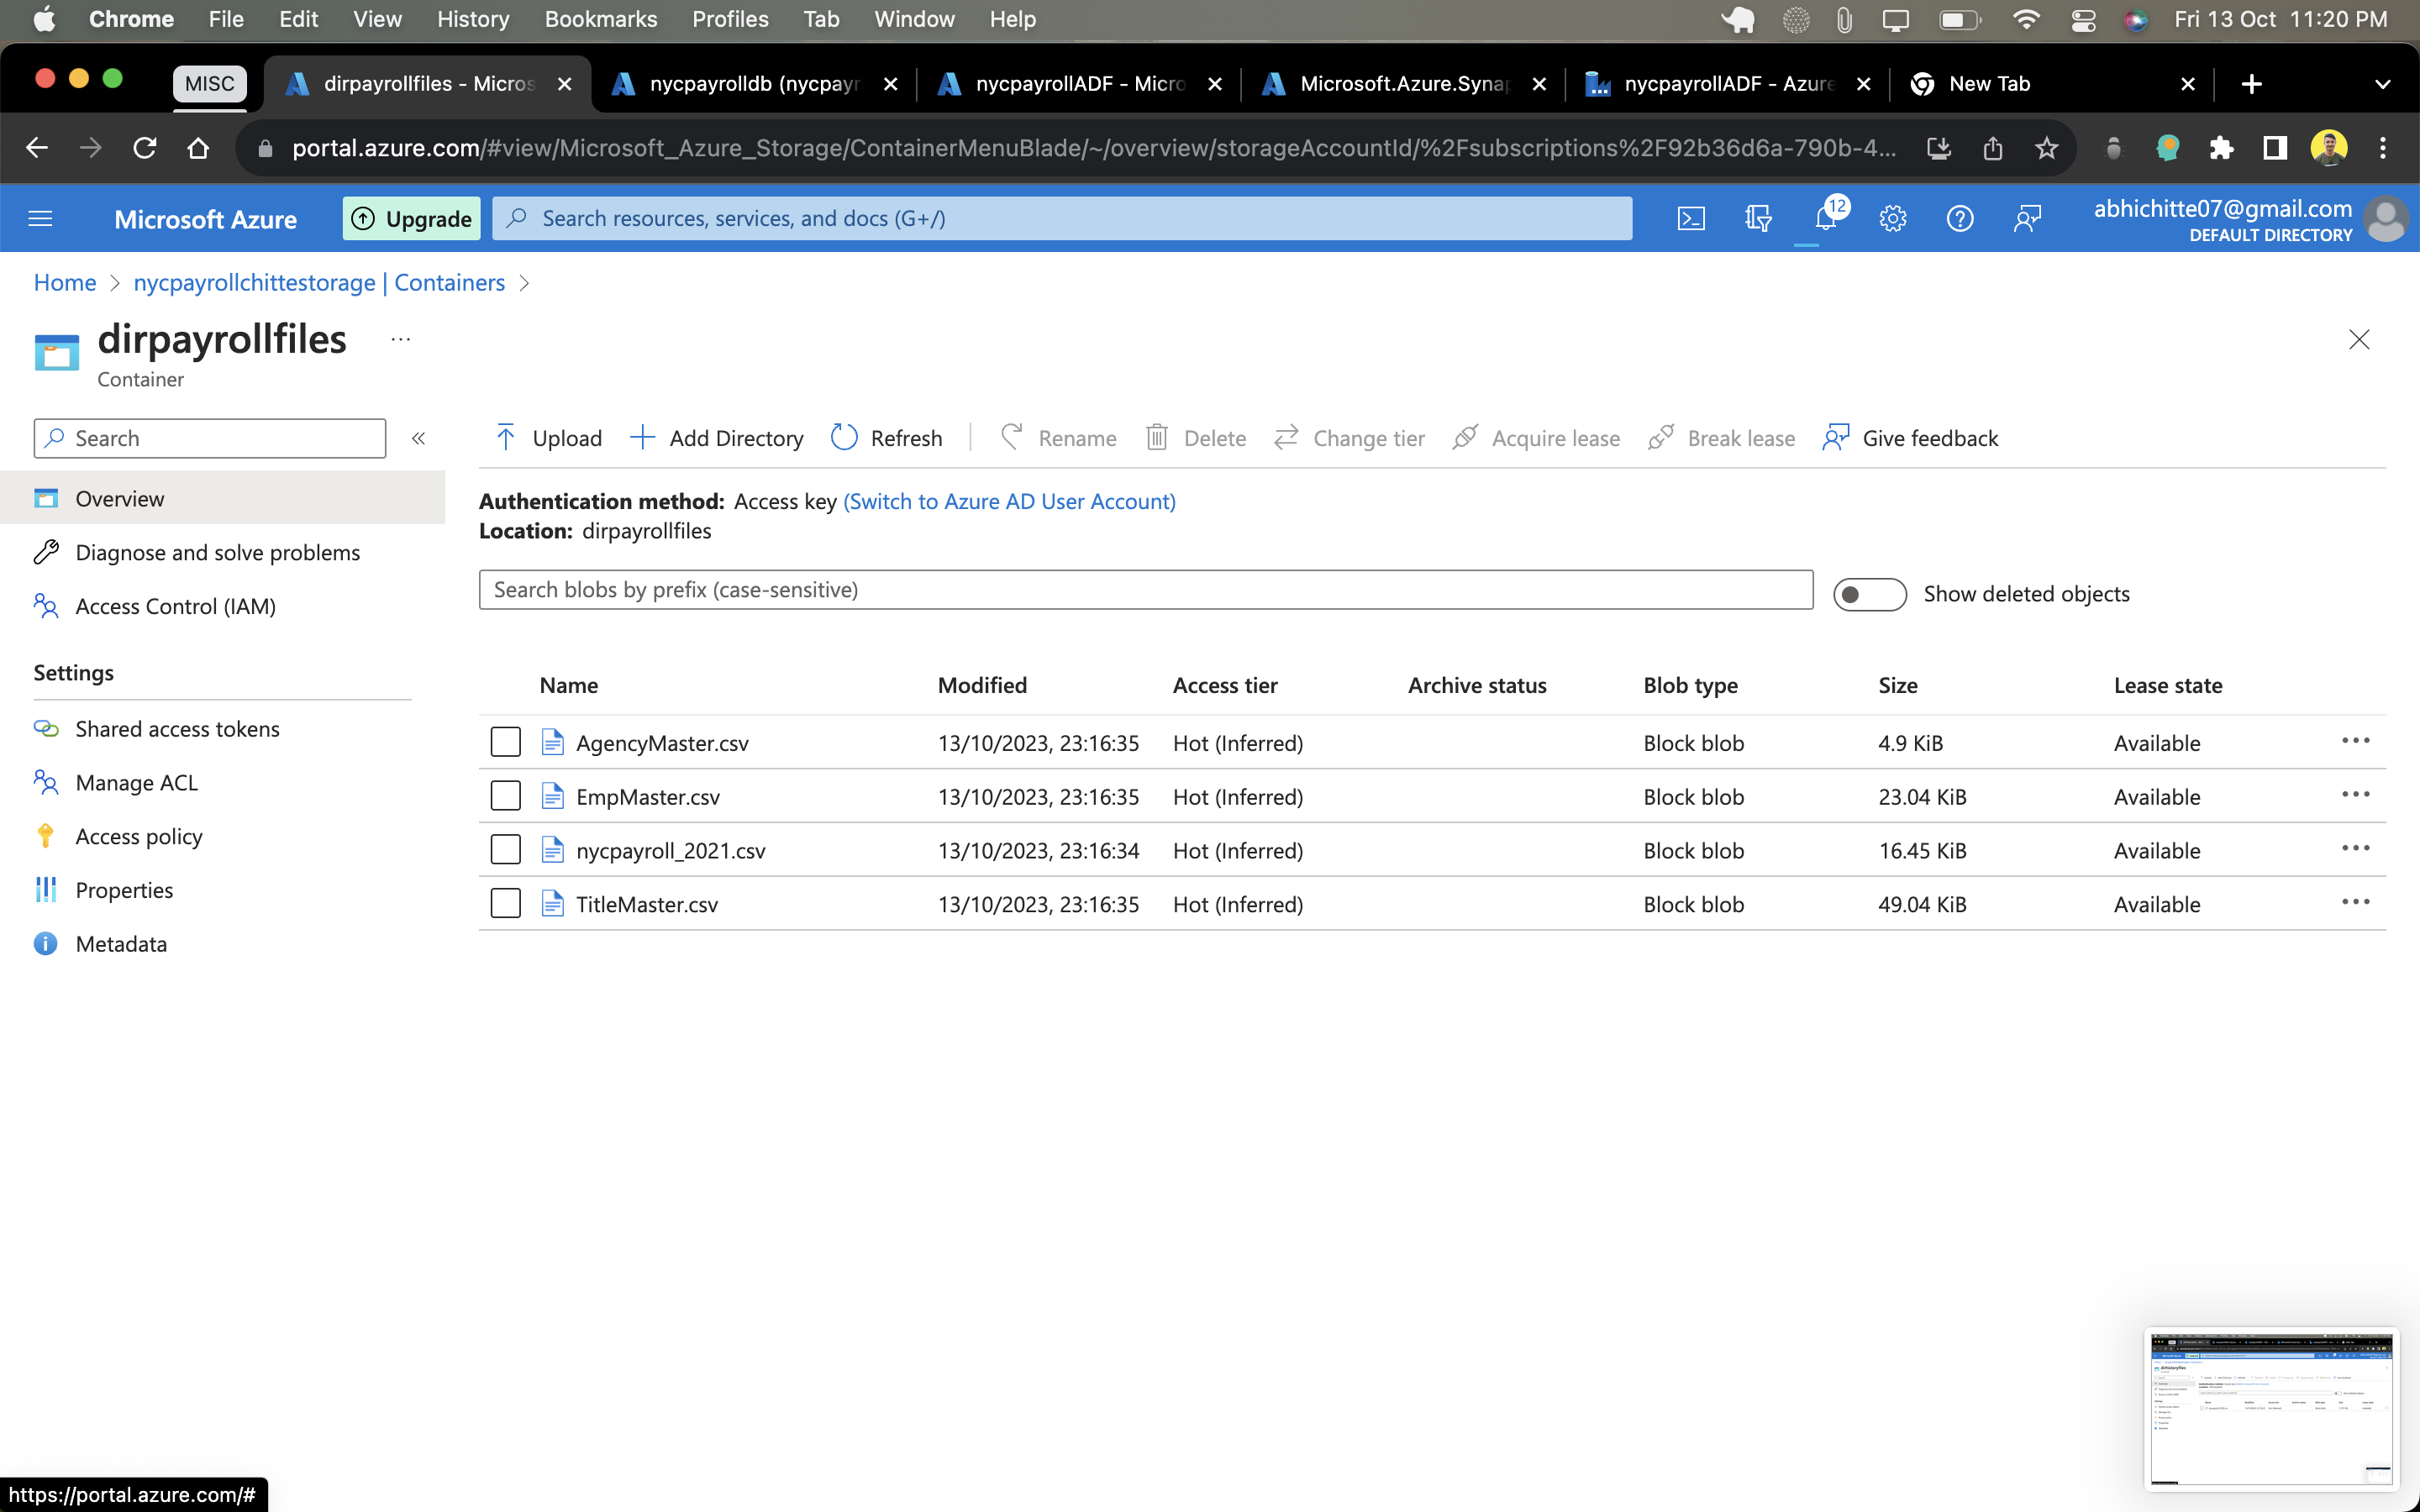 Chrome File Edit View History Bookmarks Profiles Tab Window Help Fri 13 Oct 11:20 PM
MISC dirpayrollfiles - Micros nycpayrolldb (nycpayr nycpayrollADF - Micro Microsoft.Azure.Synap nycpayrollADF - Azure New Tab
portal.azure.com/#view/Microsoft_Azure_Storage/ContainerMenuBlade/~/overview/storageAccountId/%2Fsubscriptions%2F92b36d6a-790b-4...
Microsoft Azure Upgrade Search resources, services, and docs (G+/) 12 abhichitte07@gmail.com
DEFAULT DIRECTORY
Home > nycpayrollchittestorage | Containers >
dirpayrollfiles ...
Container
Search «
Upload Add Directory Refresh Rename Delete Change tier Acquire lease Break lease Give feedback
Overview
Diagnose and solve problems
Access Control (IAM)
Settings
Shared access tokens
Manage ACL
Access policy
Properties
Metadata
Authentication method: Access key (Switch to Azure AD User Account)
Location: dirpayrollfiles
Search blobs by prefix (case-sensitive) Show deleted objects
Name Modified Access tier Archive status Blob type Size Lease state
AgencyMaster.csv 13/10/2023, 23:16:35 Hot (Inferred) Block blob 4.9 KiB Available ...
EmpMaster.csv 13/10/2023, 23:16:35 Hot (Inferred) Block blob 23.04 KiB Available ...
nycpayroll_2021.csv 13/10/2023, 23:16:34 Hot (Inferred) Block blob 16.45 KiB Available ...
TitleMaster.csv 13/10/2023, 23:16:35 Hot (Inferred) Block blob 49.04 KiB Available ...
https://portal.azure.com/#